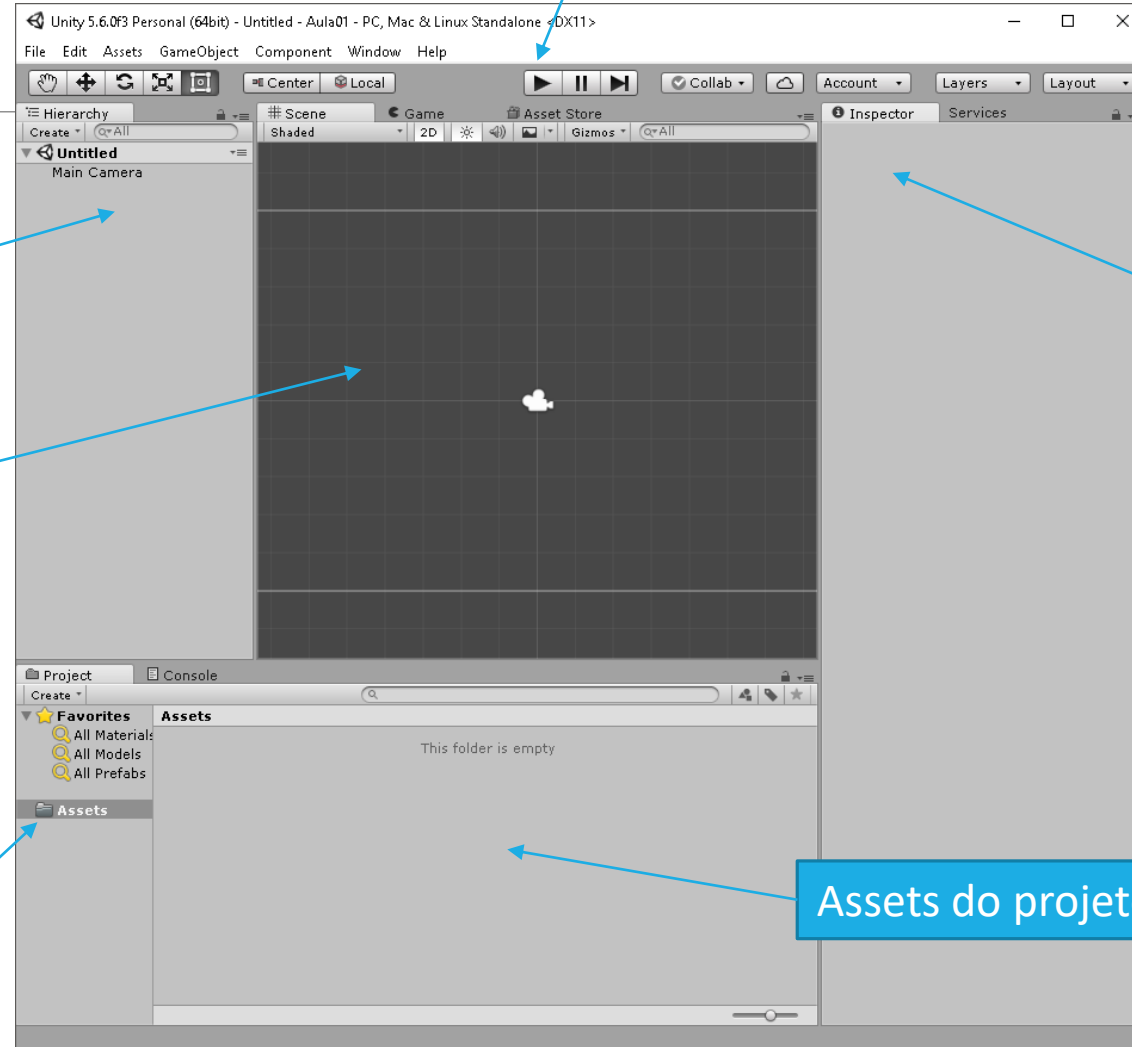 Unity 5.6.0f3 Personal (64bit) - Untitled - Aula01 - PC, Mac & Linux Standalone <DX11>
File Edit Assets GameObject Component Window Help
Center Local Collab Account Layers Layout
Hierarchy
Create All
Untitled
Main Camera
Scene Game Asset Store
Shaded 2D Gizmos All
Inspector Services
Project Console
Create
Favorites
All Materials
All Models
All Prefabs
Assets
Assets
This folder is empty
Assets do projet